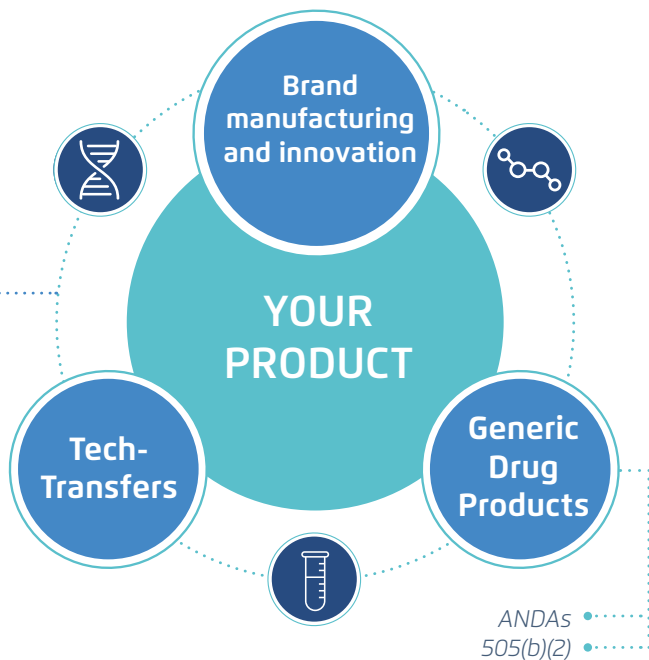 Brand
manufacturing
and innovation
YOUR
PRODUCT
Tech-
Transfers
Generic
Drug
Products
ANDAs
505(b)(2)